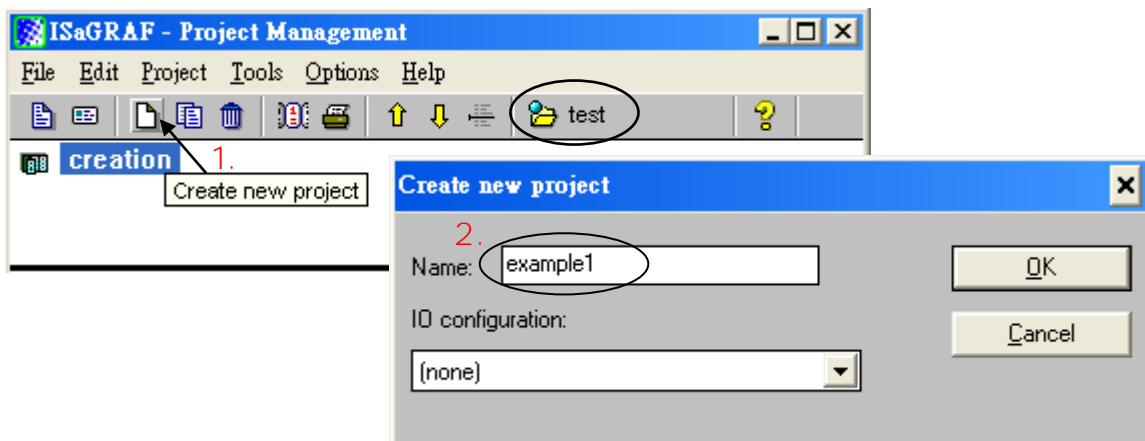 ISaGRAF - Project Management
File Edit Project Tools Options Help
test
creation
1.
Create new project
Create new project
2.
Name: example1
OK
IO configuration:
Cancel
(none)